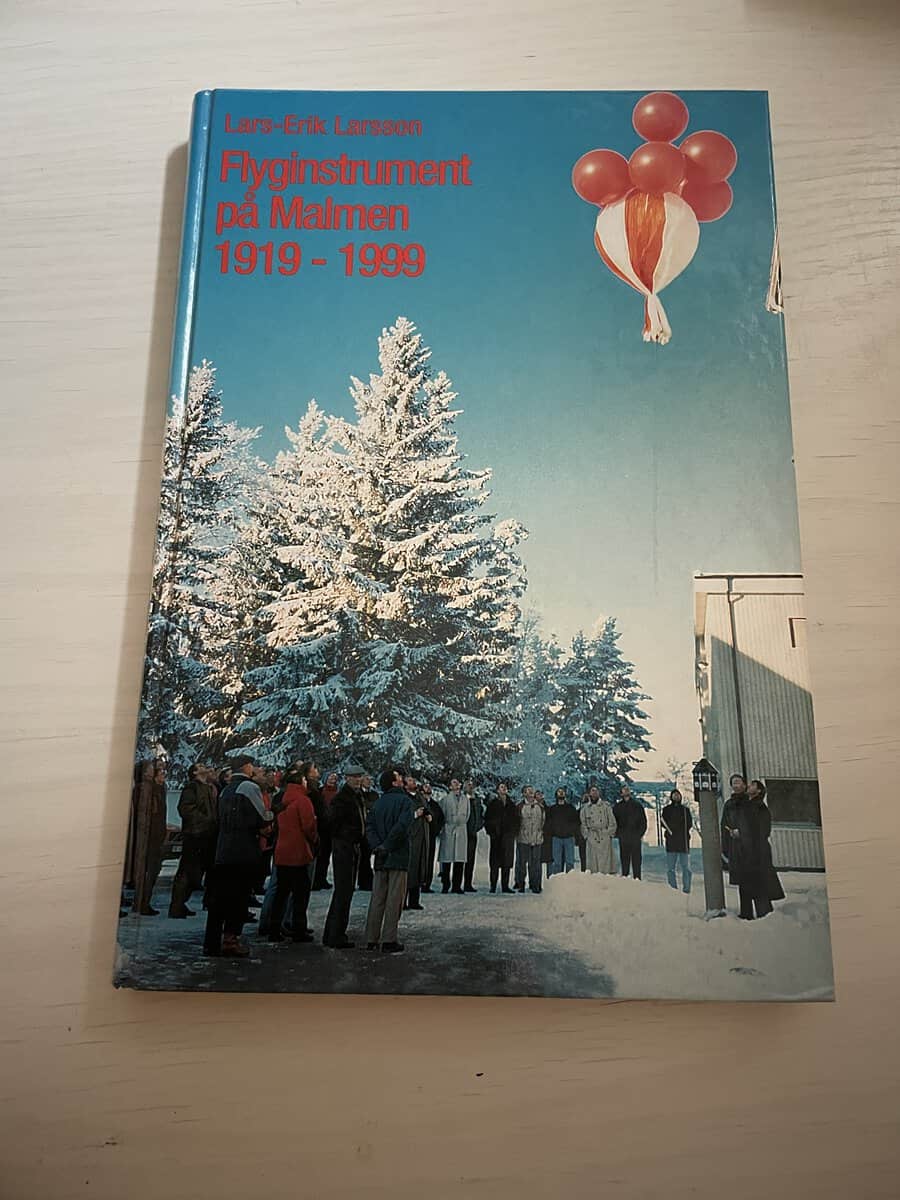 Lars-Erik Larsson
Flyginstrument
på Malmen
1919 - 1999